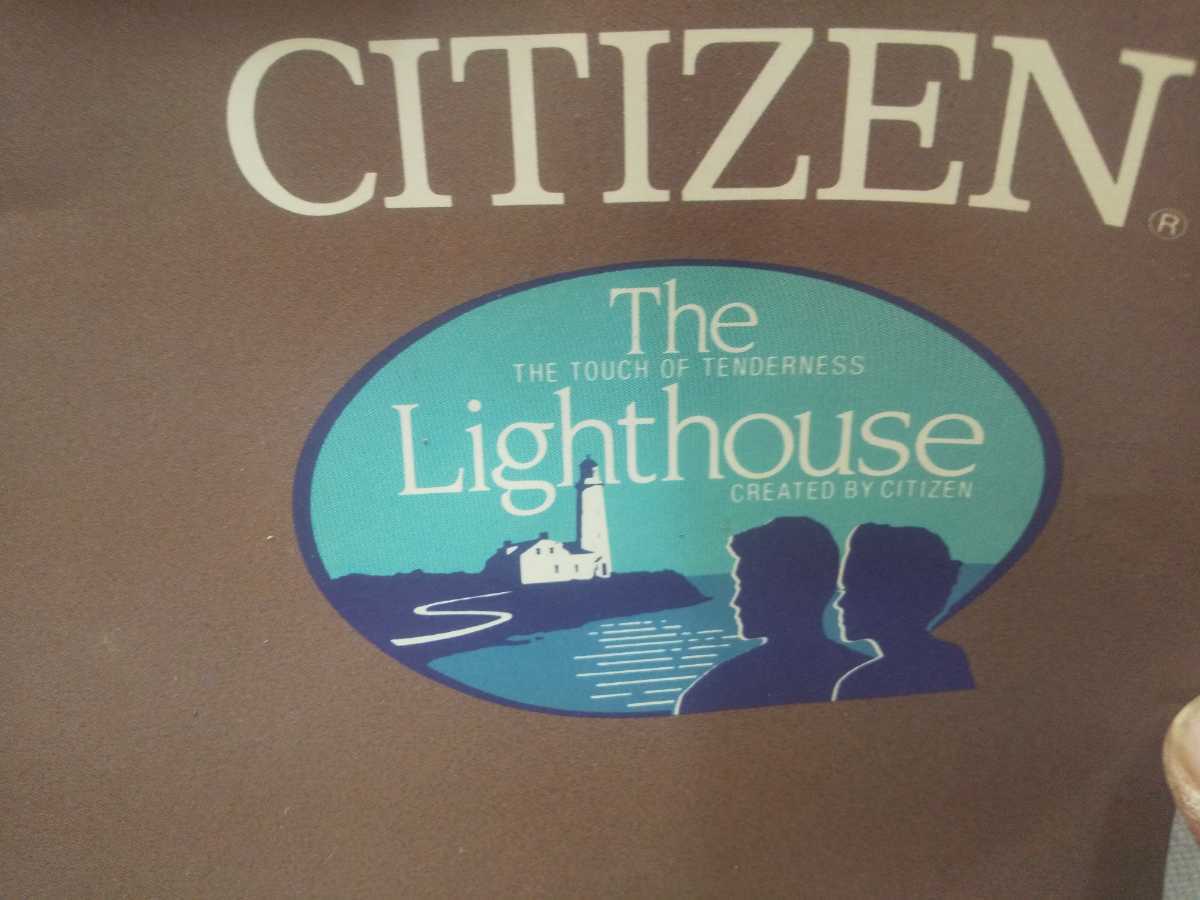 CITIZEN®
The
THE TOUCH OF TENDERNESS
Lighthouse
CREATED BY CITIZEN